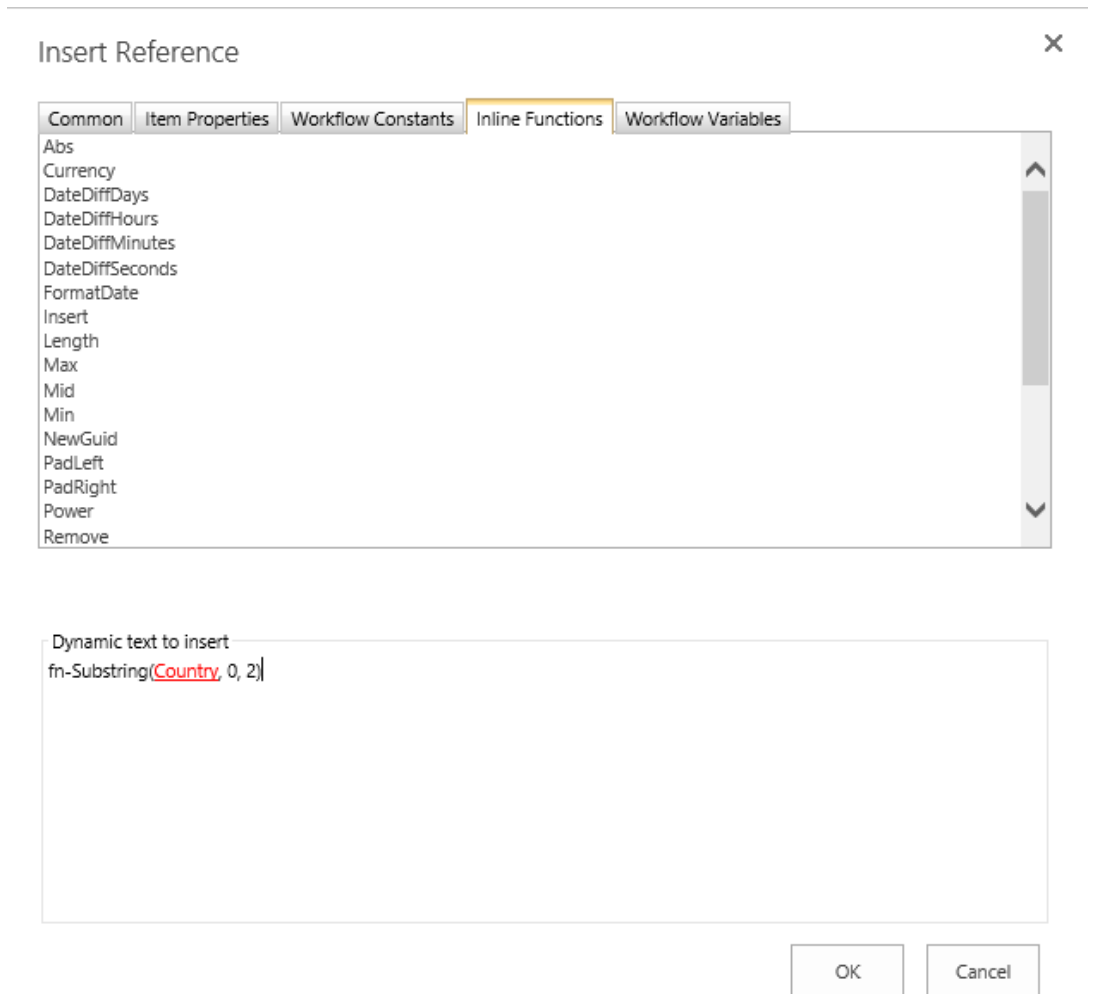 Insert Reference
Common Item Properties Workflow Constants Inline Functions Workflow Variables
Abs
Currency
DateDiffDays
DateDiffHours
DateDiffMinutes
DateDiffSeconds
FormatDate
Insert
Length
Max
Mid
Min
NewGuid
PadLeft
PadRight
Power
Remove
Dynamic text to insert
fn-Substring(Country, 0, 2)
OK Cancel